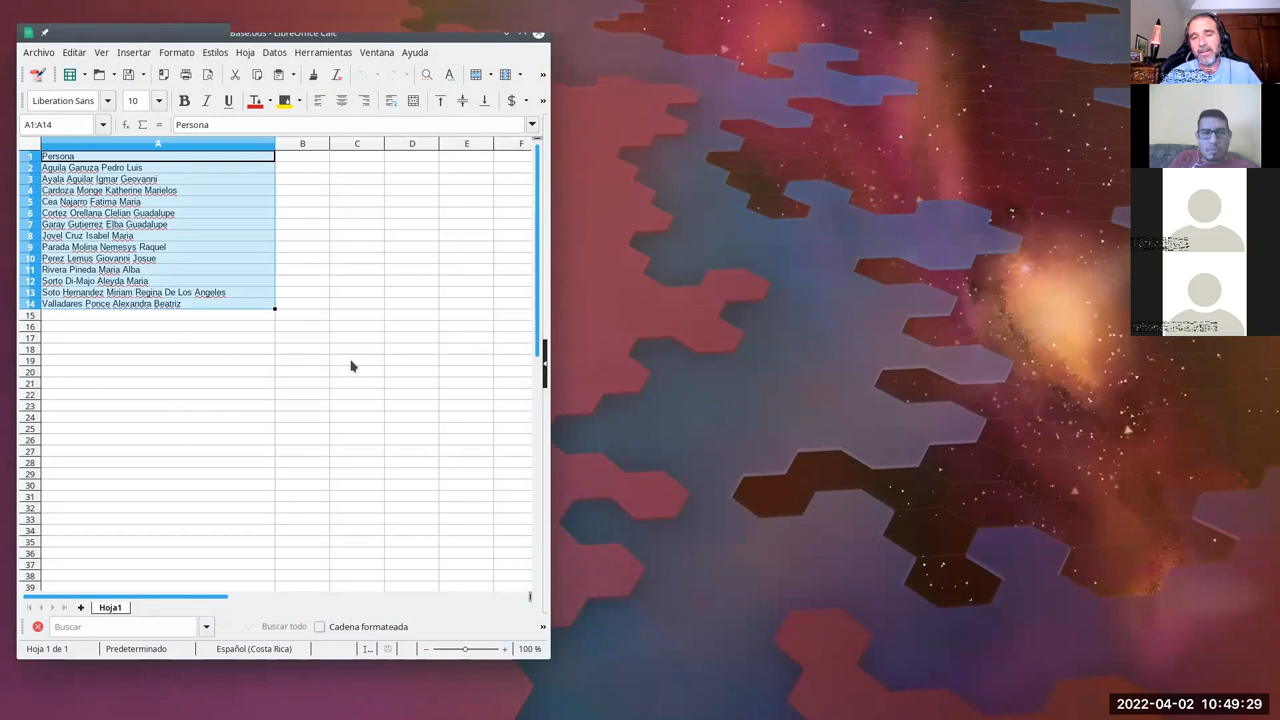 Base.ods - LibreOffice Calc
Archivo Editar Ver Insertar Formato Estilos Hoja Datos Herramientas Ventana Ayuda
Liberation Sans 10
A1:A14 Persona
A B C D E F
1 Persona
2 Aguila Ganuza Pedro Luis
3 Ayala Aguilar Igmar Geovanni
4 Cardoza Monge Katherine Marielos
5 Cea Najarro Fatima Maria
6 Cortez Orellana Clelian Guadalupe
7 Garay Gutierrez Elba Guadalupe
8 Jovel Cruz Isabel Maria
9 Parada Molina Nemesys Raquel
10 Perez Lemus Giovanni Josue
11 Rivera Pineda Maria Alba
12 Sorto Di-Majo Aleyda Maria
13 Soto Hernandez Miriam Regina De Los Angeles
14 Valladares Ponce Alexandra Beatriz
15
16
17
18
19
20
21
22
23
24
25
26
27
28
29
30
31
32
33
34
35
36
37
38
39
Hoja1
Buscar Buscar todo Cadena formateada
Hoja 1 de 1 Predeterminado Español (Costa Rica) 100 %
2022-04-02 10:49:29